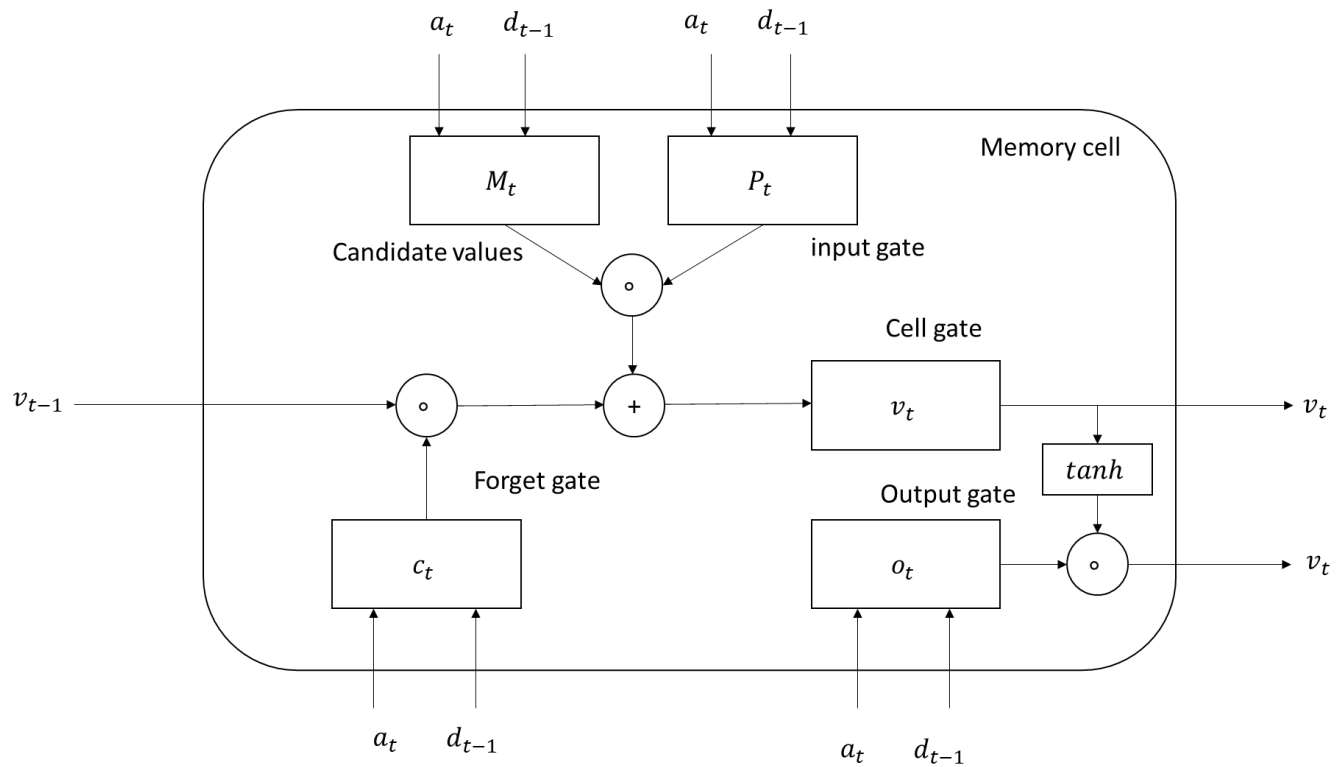 a_t d_{t−1} a_t d_{t−1}
Memory cell
M_t P_t
Candidate values input gate
∘
Cell gate
v_{t−1} ∘ + v_t v_t
tanh
Forget gate
Output gate
c_t o_t ∘ v_t
a_t d_{t−1} a_t d_{t−1}